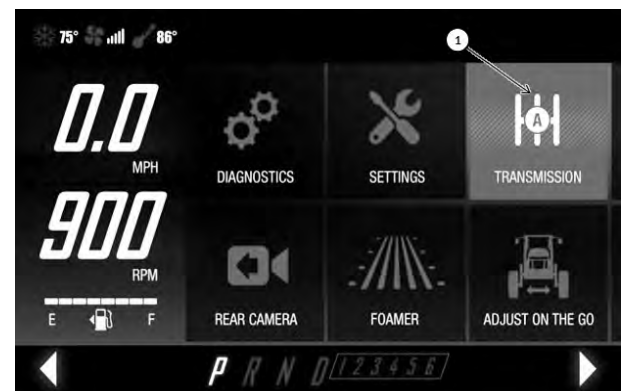 75° 86°
1
0.0
MPH
900
RPM
E F
A
DIAGNOSTICS SETTINGS TRANSMISSION
REAR CAMERA FOAMER ADJUST ON THE GO
P R N D 1 2 3 4 5 6